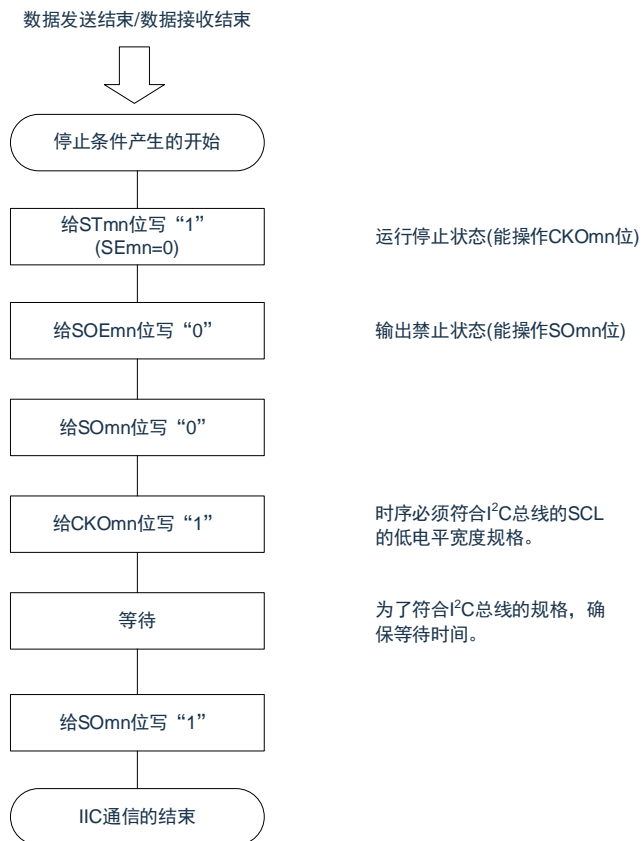 数据发送结束/数据接收结束
停止条件产生的开始
给STmn位写“1”
(SEmn=0)
运行停止状态(能操作CKOmn位)
给SOEmn位写“0”
输出禁止状态(能操作SOmn位)
给SOmn位写“0”
给CKOmn位写“1”
时序必须符合I²C总线的SCL
的低电平宽度规格。
等待
为了符合I²C总线的规格，确
保等待时间。
给SOmn位写“1”
IIC通信的结束